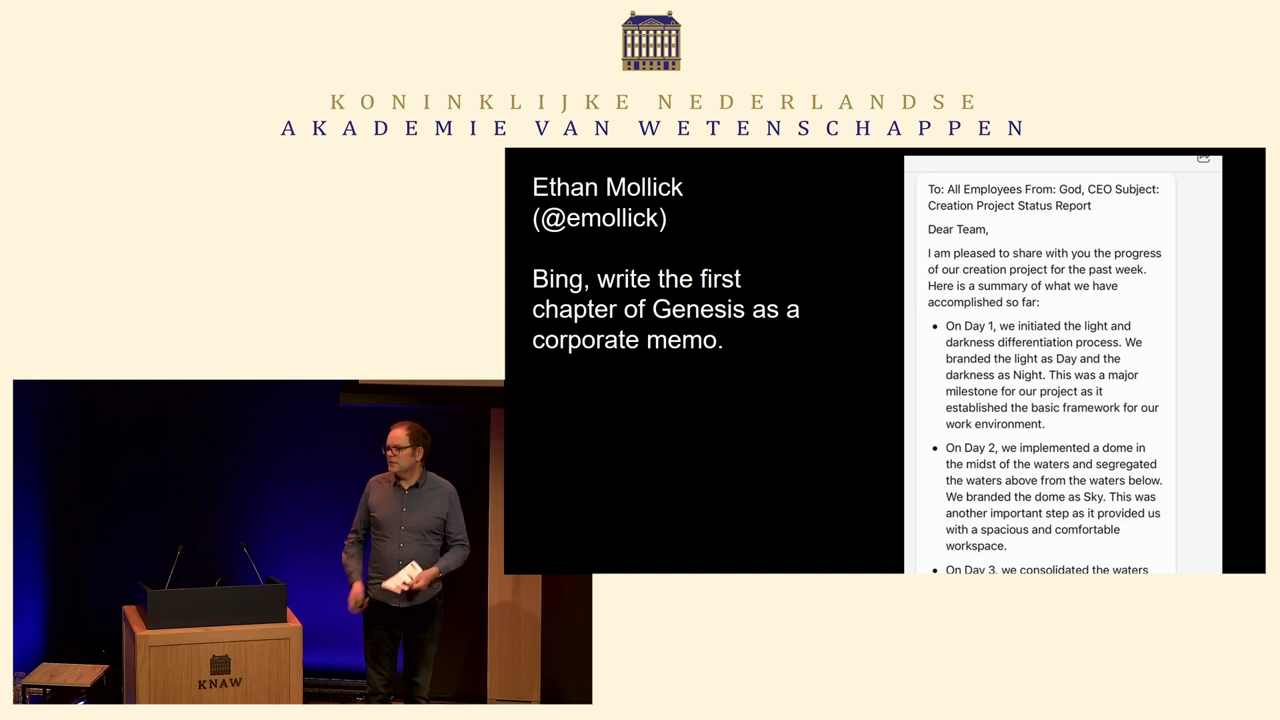 KONINKLIJKE NEDERLANDSE
AKADEMIE VAN WETENSCHAPPEN
Ethan Mollick
(@emollick)
Bing, write the first
chapter of Genesis as a
corporate memo.
To: All Employees From: God, CEO Subject:
Creation Project Status Report
Dear Team,
I am pleased to share with you the progress
of our creation project for the past week.
Here is a summary of what we have
accomplished so far:
• On Day 1, we initiated the light and
darkness differentiation process. We
branded the light as Day and the
darkness as Night. This was a major
milestone for our project as it
established the basic framework for our
work environment.
• On Day 2, we implemented a dome in
the midst of the waters and segregated
the waters above from the waters below.
We branded the dome as Sky. This was
another important step as it provided us
with a spacious and comfortable
workspace.
• On Day 3, we consolidated the waters
KNAW